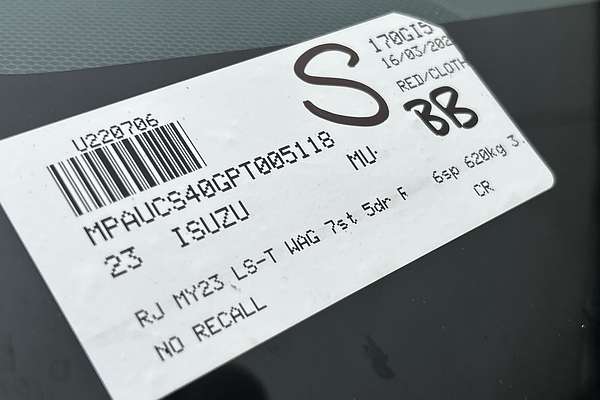 U220706
S
170GI5
16/03/202
RED/CLOTH
BB
MPAUCS40GPT005118
23 ISUZU MU-
RJ MY23 LS-T WAG 7st 5dr F 6sp 620kg 3.
CR
NO RECALL